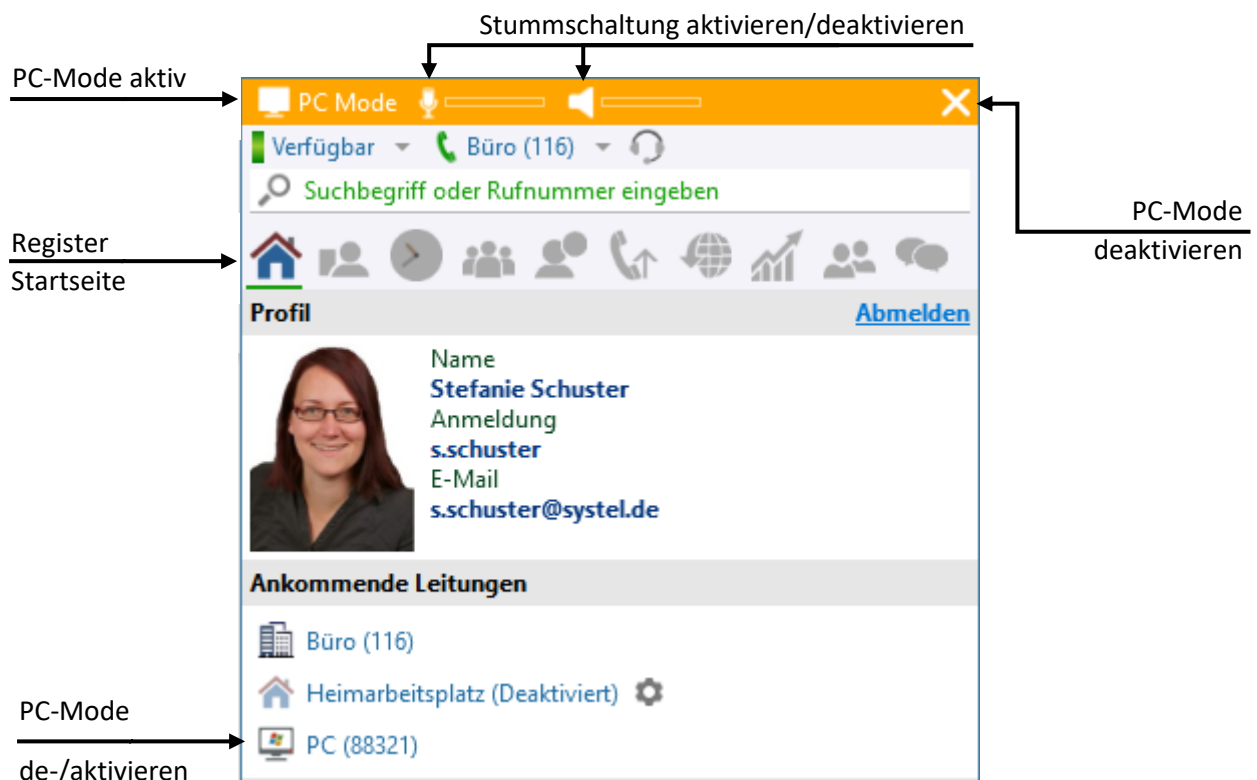 Stummschaltung aktivieren/deaktivieren
PC-Mode aktiv
PC Mode
Verfügbar Büro (116)
Suchbegriff oder Rufnummer eingeben
PC-Mode
deaktivieren
Register
Startseite
Profil Abmelden
Name
Stefanie Schuster
Anmeldung
s.schuster
E-Mail
s.schuster@systel.de
Ankommende Leitungen
Büro (116)
Heimarbeitsplatz (Deaktiviert)
PC-Mode
de-/aktivieren
PC (88321)